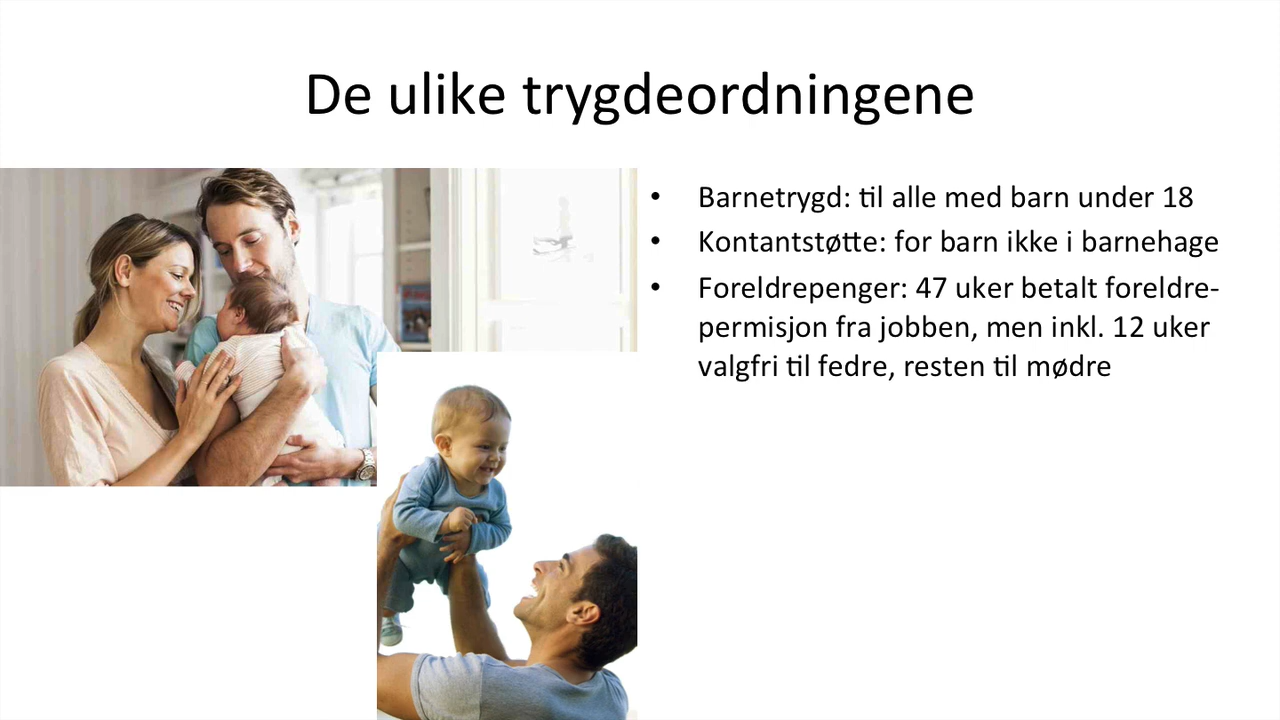 De ulike trygdeordningene
• Barnetrygd: til alle med barn under 18
• Kontantstøtte: for barn ikke i barnehage
• Foreldrepenger: 47 uker betalt foreldre-
permisjon fra jobben, men inkl. 12 uker
valgfri til fedre, resten til mødre